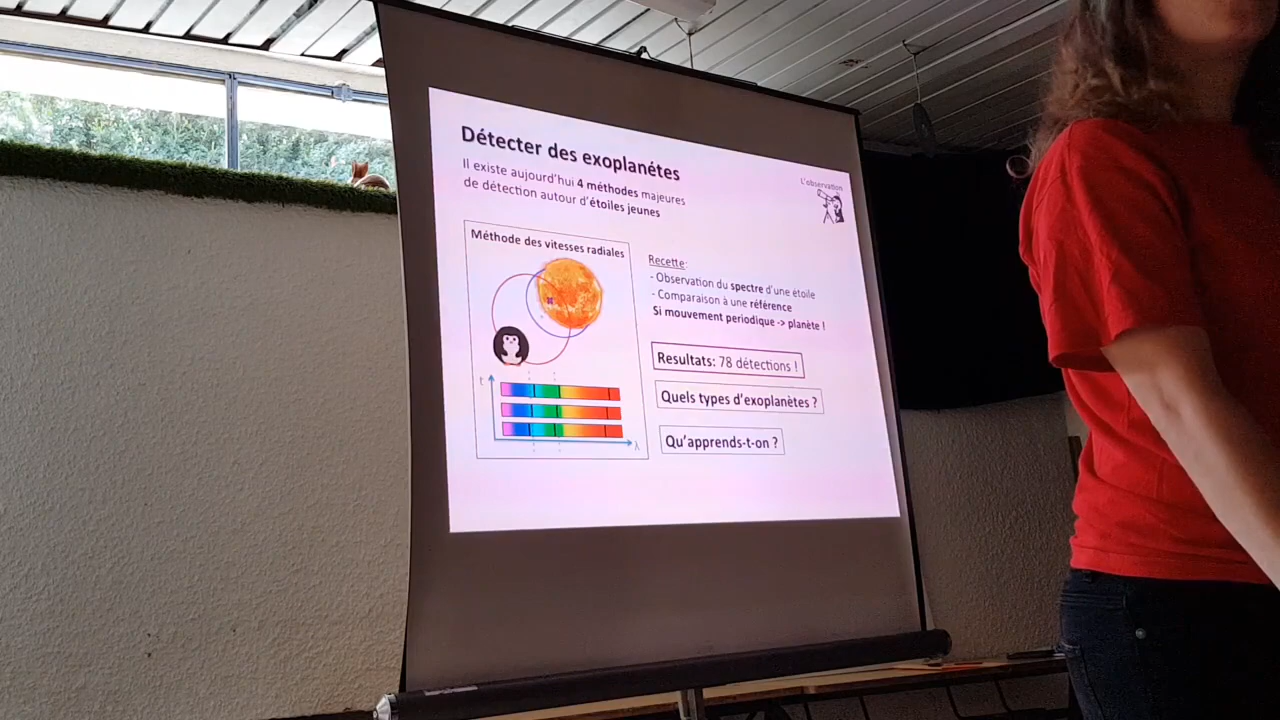 Détecter des exoplanétes
Il existe aujourd'hui 4 méthodes majeures
de détection autour d'étoiles jeunes
L'observation
Méthode des vitesses radiales
Recette:
- Observation du spectre d'une étoile
- Comparaison à une référence
Si mouvement periodique -> planète !
Resultats: 78 détections !
Quels types d'exoplanètes ?
Qu'apprends-t-on ?
t
λ